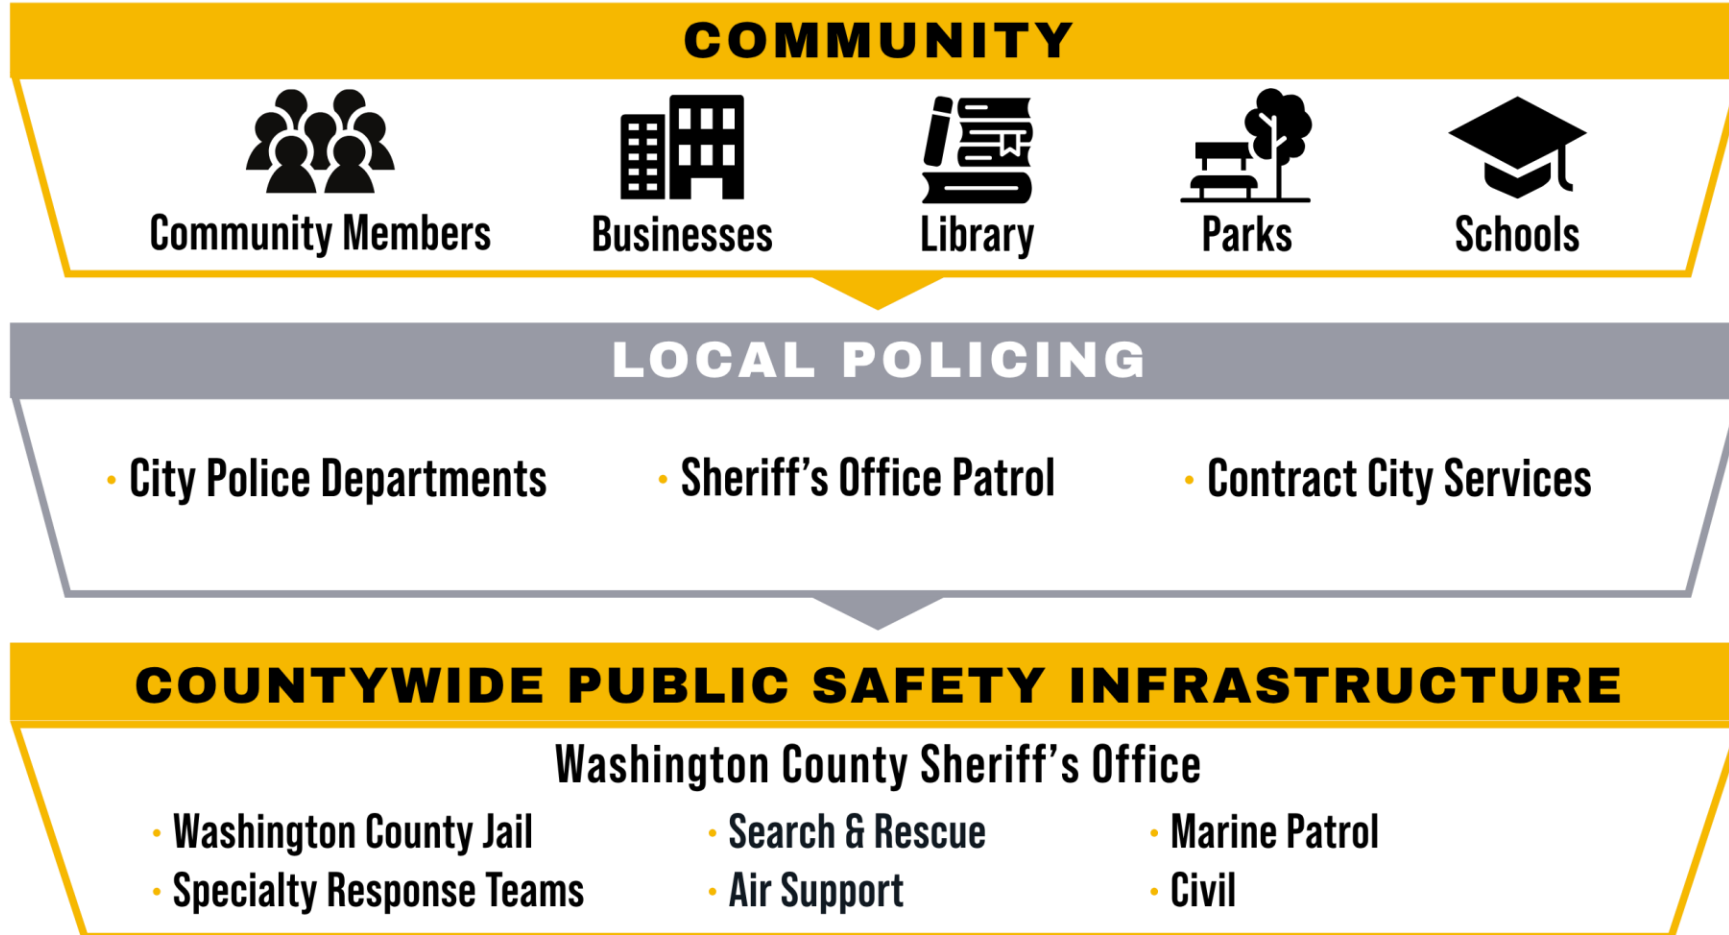 COMMUNITY
Community Members
Businesses
Library
Parks
Schools
LOCAL POLICING
• City Police Departments
• Sheriff's Office Patrol
• Contract City Services
COUNTYWIDE PUBLIC SAFETY INFRASTRUCTURE
Washington County Sheriff's Office
• Washington County Jail
• Specialty Response Teams
• Search & Rescue
• Air Support
• Marine Patrol
• Civil